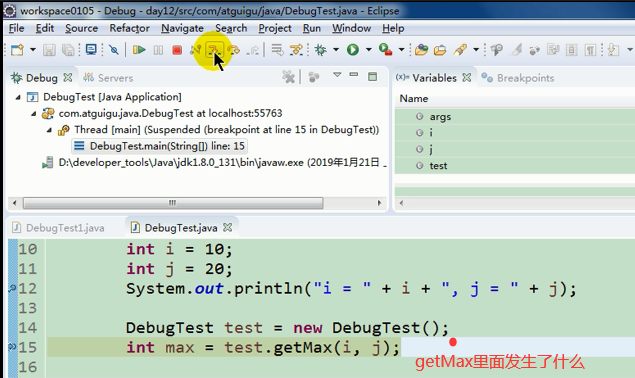 workspace0105 - Debug - day12/src/com/atguigu/java/DebugTest.java - Eclipse
File Edit Source Refactor Navigate Search Project Run Window Help
Debug Servers
DebugTest [Java Application]
com.atguigu.java.DebugTest at localhost:55763
Thread [main] (Suspended (breakpoint at line 15 in DebugTest))
DebugTest.main(String[]) line: 15
D:\developer_tools\Java\jdk1.8.0_131\bin\javaw.exe (2019年1月21日
(x)= Variables Breakpoints
Name
args
i
j
test
DebugTest1.java DebugTest.java
10 int i = 10;
11 int j = 20;
12 System.out.println("i = " + i + ", j = " + j);
13
14 DebugTest test = new DebugTest();
15 int max = test.getMax(i, j);
getMax里面发生了什么
16